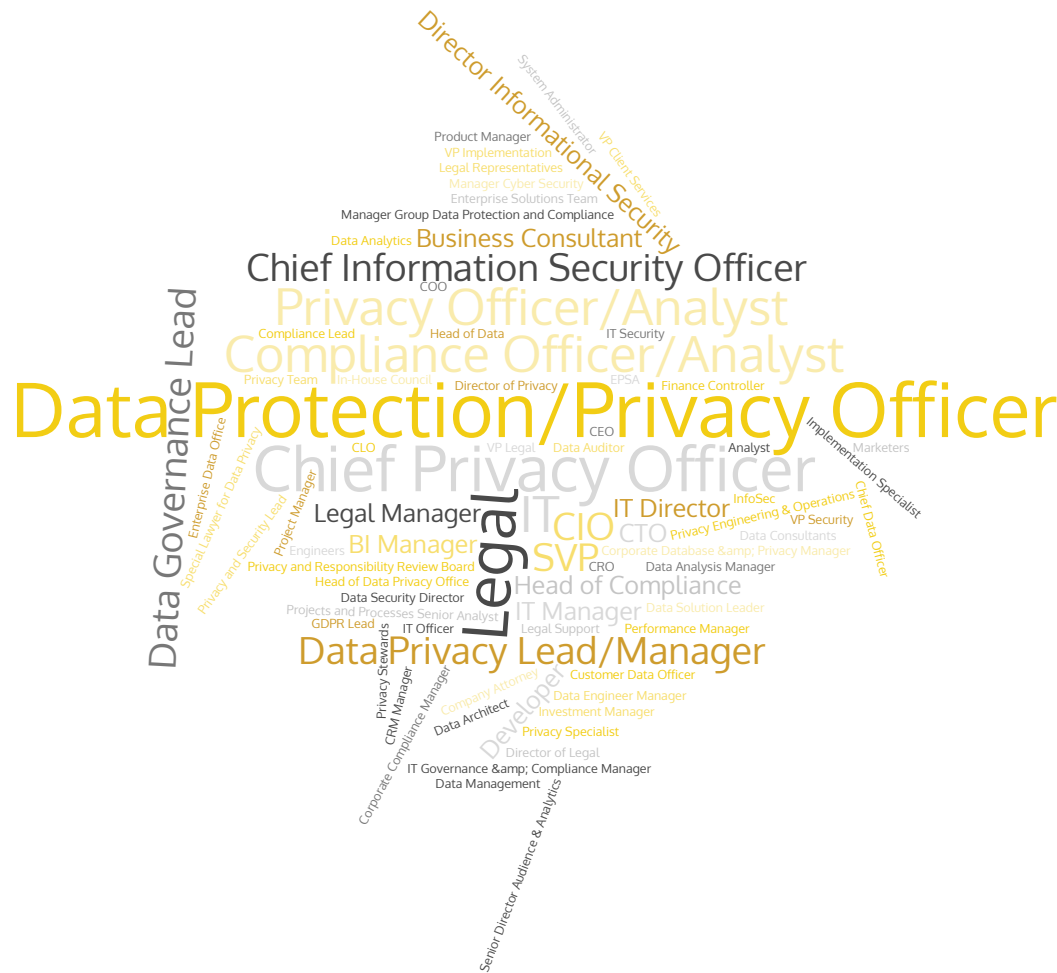 Director Informational Security
System Administrator
VP Client Services
Product Manager
VP Implementation
Legal Representatives
Manager Cyber Security
Enterprise Solutions Team
Manager Group Data Protection and Compliance
Data Analytics
Business Consultant
Chief Information Security Officer
COO
Privacy Officer/Analyst
Compliance Lead
Head of Data
IT Security
Compliance Officer/Analyst
Privacy Team
In-House Council
Director of Privacy
EPSA
Finance Controller
Data Protection/Privacy Officer
Data Governance Lead
CEO
CLO
VP Legal
Data Auditor
Analyst
Marketers
Implementation Specialist
Chief Privacy Officer
Enterprise Data Office
Special Lawyer for Data Privacy
Privacy and Security Lead
Project Manager
Legal Manager
Legal
IT
CIO
IT Director
InfoSec
Privacy Engineering & Operations
Chief Data Officer
VP Security
CTO
Data Consultants
Engineers
BI Manager
SVP
Corporate Database &amp; Privacy Manager
Privacy and Responsibility Review Board
CRO
Data Analysis Manager
Head of Data Privacy Office
Head of Compliance
Data Security Director
Projects and Processes Senior Analyst
IT Manager
Data Solution Leader
GDPR Lead
IT Officer
Legal Support
Performance Manager
Data Privacy Lead/Manager
Privacy Stewards
CRM Manager
Corporate Compliance Manager
Company Attorney
Data Architect
Developer
Customer Data Officer
Data Engineer Manager
Investment Manager
Privacy Specialist
Director of Legal
IT Governance &amp; Compliance Manager
Data Management
Senior Director Audience & Analytics